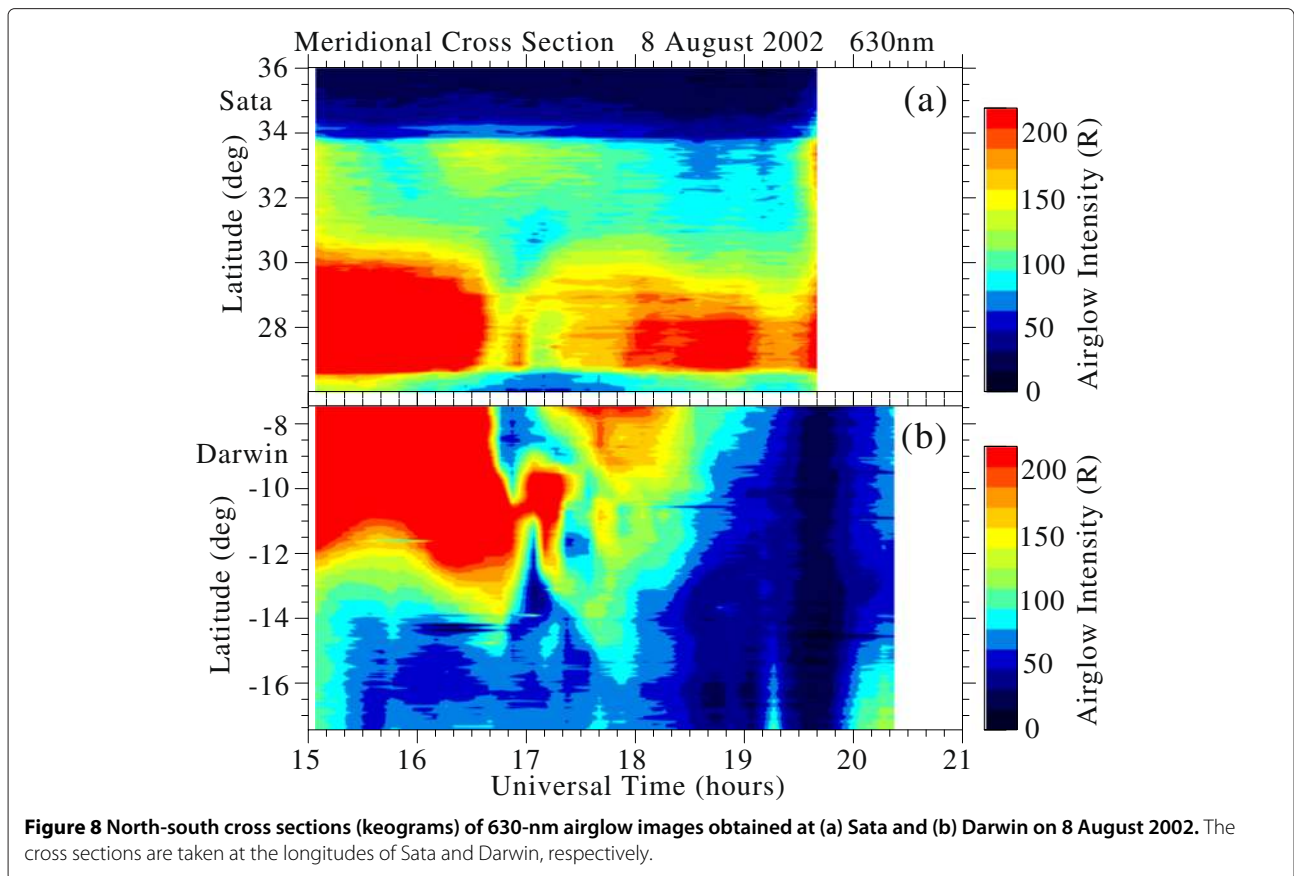 Meridional Cross Section 8 August 2002 630nm
36
Sata
34
32
30
28
Latitude (deg)
(a)
200
150
100
50
0
Airglow Intensity (R)
-8
Darwin
-10
-12
-14
-16
Latitude (deg)
(b)
200
150
100
50
0
Airglow Intensity (R)
15 16 17 18 19 20 21
Universal Time (hours)
Figure 8 North-south cross sections (keograms) of 630-nm airglow images obtained at (a) Sata and (b) Darwin on 8 August 2002. The
cross sections are taken at the longitudes of Sata and Darwin, respectively.